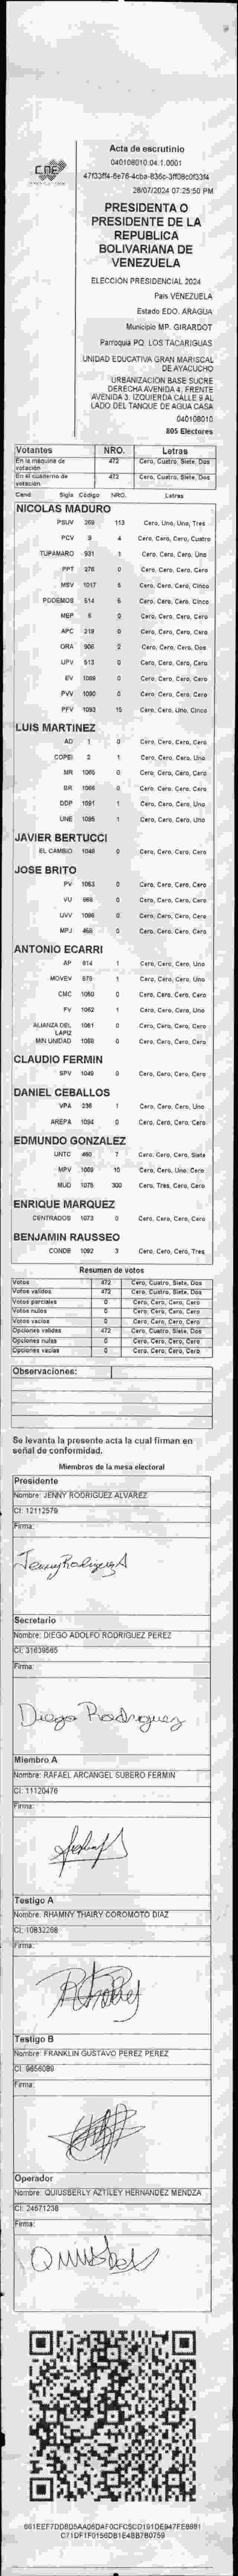 CNE
Acta de escrutinio
040108010.04.1.0001
28/07/2024 07:25:50 PM
PRESIDENTA O
PRESIDENTE DE LA
REPUBLICA
BOLIVARIANA DE
VENEZUELA
ELECCIÓN PRESIDENCIAL 2024
País VENEZUELA
Estado EDO. ARAGUA
Municipio MP. GIRARDOT
Parroquia PQ. LOS TACARIGUAS
UNIDAD EDUCATIVA GRAN MARISCAL
DE AYACUCHO
URBANIZACION BASE SUCRE
DERECHA AVENIDA 4. FRENTE
AVENIDA 3. IZQUIERDA CALLE 9 AL
LADO DEL TANQUE DE AGUA CASA
040108010
805 Electores
Votantes NRO. Letras
En la máquina de votación 472 Cero, Cuatro, Siete, Dos
En el cuaderno de votación 472 Cero, Cuatro, Siete, Dos
Cand Sigla Código NRO. Letras
NICOLAS MADURO
PSUV 269 113 Cero, Uno, Uno, Tres
PCV 9 4 Cero, Cero, Cero, Cuatro
TUPAMARO 931 1 Cero, Cero, Cero, Uno
PPT 276 0 Cero, Cero, Cero, Cero
MSV 1017 5 Cero, Cero, Cero, Cinco
PODEMOS 514 5 Cero, Cero, Cero, Cinco
MEP 6 0 Cero, Cero, Cero, Cero
APC 219 0 Cero, Cero, Cero, Cero
ORA 906 2 Cero, Cero, Cero, Dos
UPV 513 0 Cero, Cero, Cero, Cero
EV 1089 0 Cero, Cero, Cero, Cero
PVV 1090 0 Cero, Cero, Cero, Cero
PFV 1093 15 Cero, Cero, Uno, Cinco
LUIS MARTINEZ
AD 1 0 Cero, Cero, Cero, Cero
COPEI 2 1 Cero, Cero, Cero, Uno
MR 1065 0 Cero, Cero, Cero, Cero
BR 1066 0 Cero, Cero, Cero, Cero
DDP 1091 1 Cero, Cero, Cero, Uno
UNE 1095 1 Cero, Cero, Cero, Uno
JAVIER BERTUCCI
EL CAMBIO 1048 0 Cero, Cero, Cero, Cero
JOSE BRITO
PV 1053 0 Cero, Cero, Cero, Cero
VU 668 0 Cero, Cero, Cero, Cero
UVV 1096 0 Cero, Cero, Cero, Cero
MPJ 458 0 Cero, Cero, Cero, Cero
ANTONIO ECARRI
AP 614 1 Cero, Cero, Cero, Uno
MOVEV 676 1 Cero, Cero, Cero, Uno
CMC 1050 0 Cero, Cero, Cero, Cero
FV 1062 1 Cero, Cero, Cero, Uno
ALIANZA DEL LAPIZ 1061 0 Cero, Cero, Cero, Cero
MIN UNIDAD 1068 0 Cero, Cero, Cero, Cero
CLAUDIO FERMIN
SPV 1049 0 Cero, Cero, Cero, Cero
DANIEL CEBALLOS
VPA 236 1 Cero, Cero, Cero, Uno
AREPA 1094 0 Cero, Cero, Cero, Cero
EDMUNDO GONZALEZ
UNTC 460 7 Cero, Cero, Cero, Siete
MPV 1069 10 Cero, Cero, Uno, Cero
MUD 1075 300 Cero, Tres, Cero, Cero
ENRIQUE MARQUEZ
CENTRADOS 1073 0 Cero, Cero, Cero, Cero
BENJAMIN RAUSSEO
CONDE 1092 3 Cero, Cero, Cero, Tres
Resumen de votos
Votos 472 Cero, Cuatro, Siete, Dos
Votos validos 472 Cero, Cuatro, Siete, Dos
Votos parciales 0 Cero, Cero, Cero, Cero
Votos nulos 0 Cero, Cero, Cero, Cero
Votos vacios 0 Cero, Cero, Cero, Cero
Opciones validas 472 Cero, Cuatro, Siete, Dos
Opciones nulas 0 Cero, Cero, Cero, Cero
Opciones vacias 0 Cero, Cero, Cero, Cero
Observaciones:
Se levanta la presente acta la cual firman en
señal de conformidad.
Miembros de la mesa electoral
Presidente
Nombre: JENNY RODRIGUEZ ALVAREZ
CI: 12112579
Firma:
Jenny Rodriguez A
Secretario
Nombre: DIEGO ADOLFO RODRIGUEZ PEREZ
CI: 31639565
Firma:
Diego Rodriguez
Miembro A
Nombre: RAFAEL ARCANGEL SUBERO FERMIN
CI: 11120476
Firma:
Testigo A
Nombre: RHAMNY THAIRY COROMOTO DIAZ
CI: 10832268
Firma:
Testigo B
Nombre: FRANKLIN GUSTAVO PEREZ PEREZ
CI: 9656089
Firma:
Operador
Nombre: QUIUSBERLY AZTILEY HERNANDEZ MENDZA
CI: 24671238
Firma: